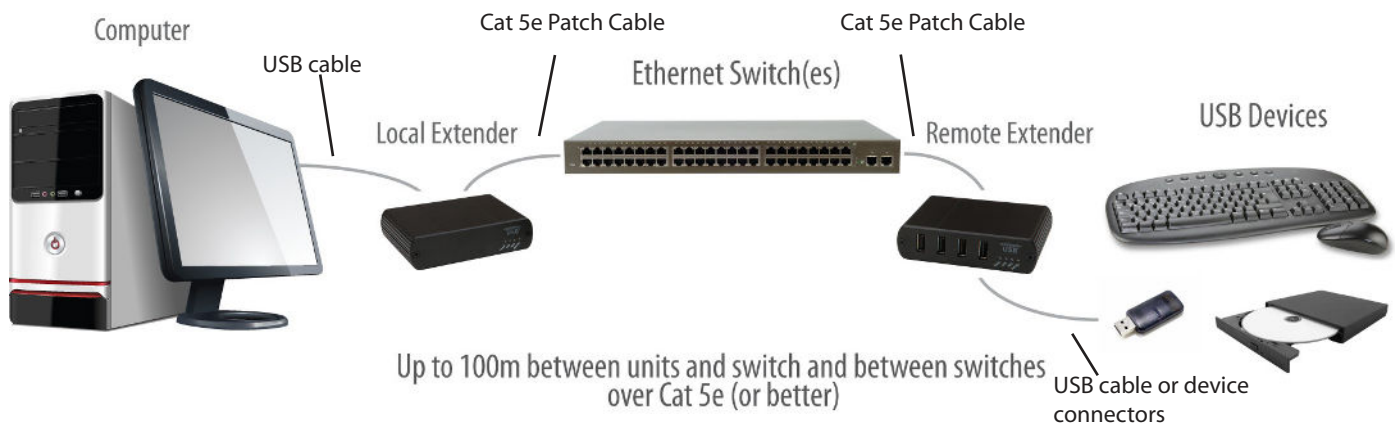 Computer
USB cable
Cat 5e Patch Cable
Cat 5e Patch Cable
Ethernet Switch(es)
Local Extender
Remote Extender
USB Devices
USB
Up to 100m between units and switch and between switches
over Cat 5e (or better)
USB cable or device
connectors